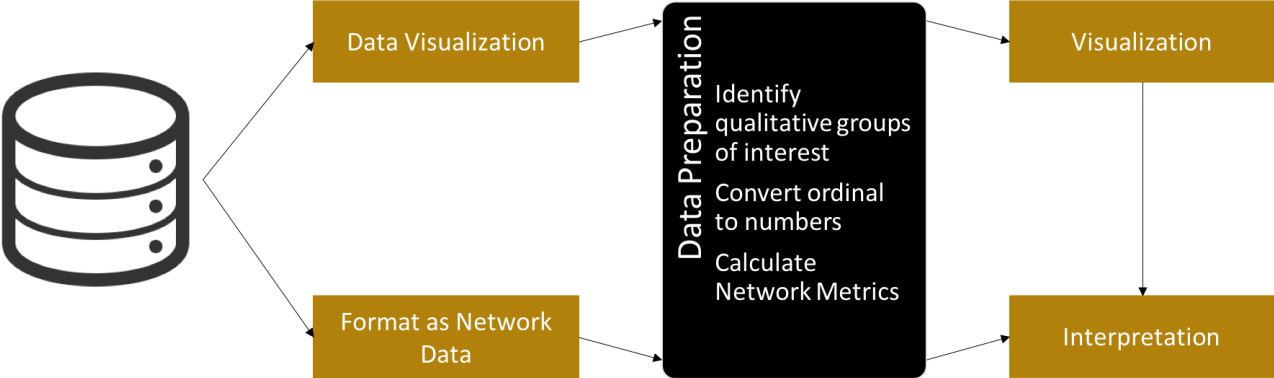 Data Visualization
Format as Network
Data
Data Preparation
Identify
qualitative groups
of interest
Convert ordinal
to numbers
Calculate
Network Metrics
Visualization
Interpretation